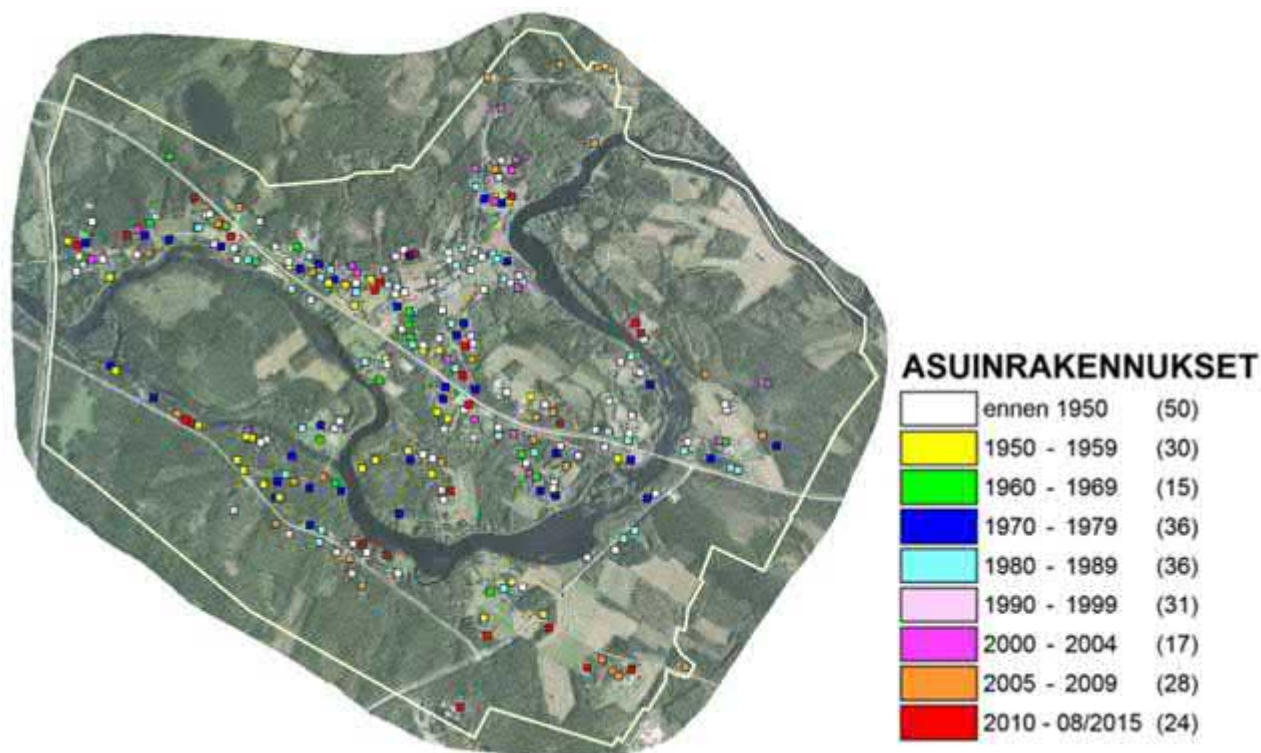 ASUINRAKENNUKSET
ennen 1950 (50)
1950 - 1959 (30)
1960 - 1969 (15)
1970 - 1979 (36)
1980 - 1989 (36)
1990 - 1999 (31)
2000 - 2004 (17)
2005 - 2009 (28)
2010 - 08/2015 (24)